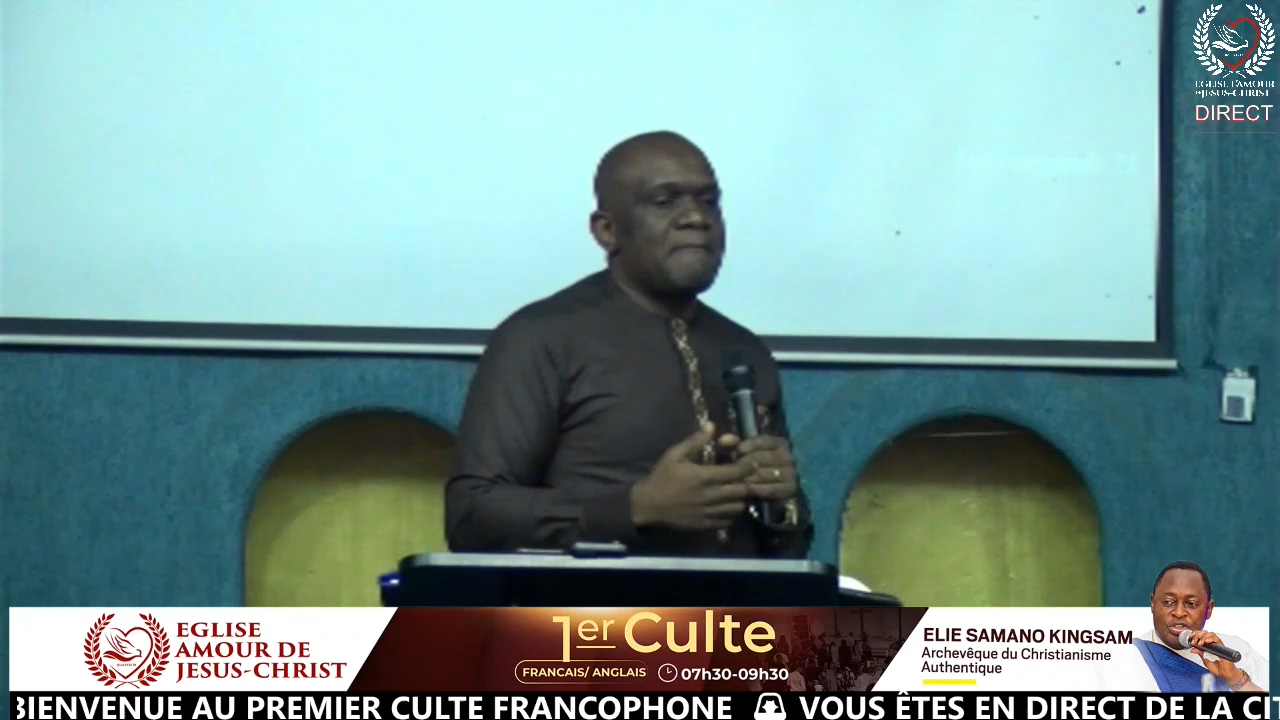 EGLISE L'AMOUR
de JESUS-CHRIST
DIRECT
EGLISE
AMOUR DE
JESUS-CHRIST
1er Culte
FRANCAIS/ ANGLAIS
07h30-09h30
ELIE SAMANO KINGSAM
Archevêque du Christianisme
Authentique
BIENVENUE AU PREMIER CULTE FRANCOPHONE VOUS ÊTES EN DIRECT DE LA CI